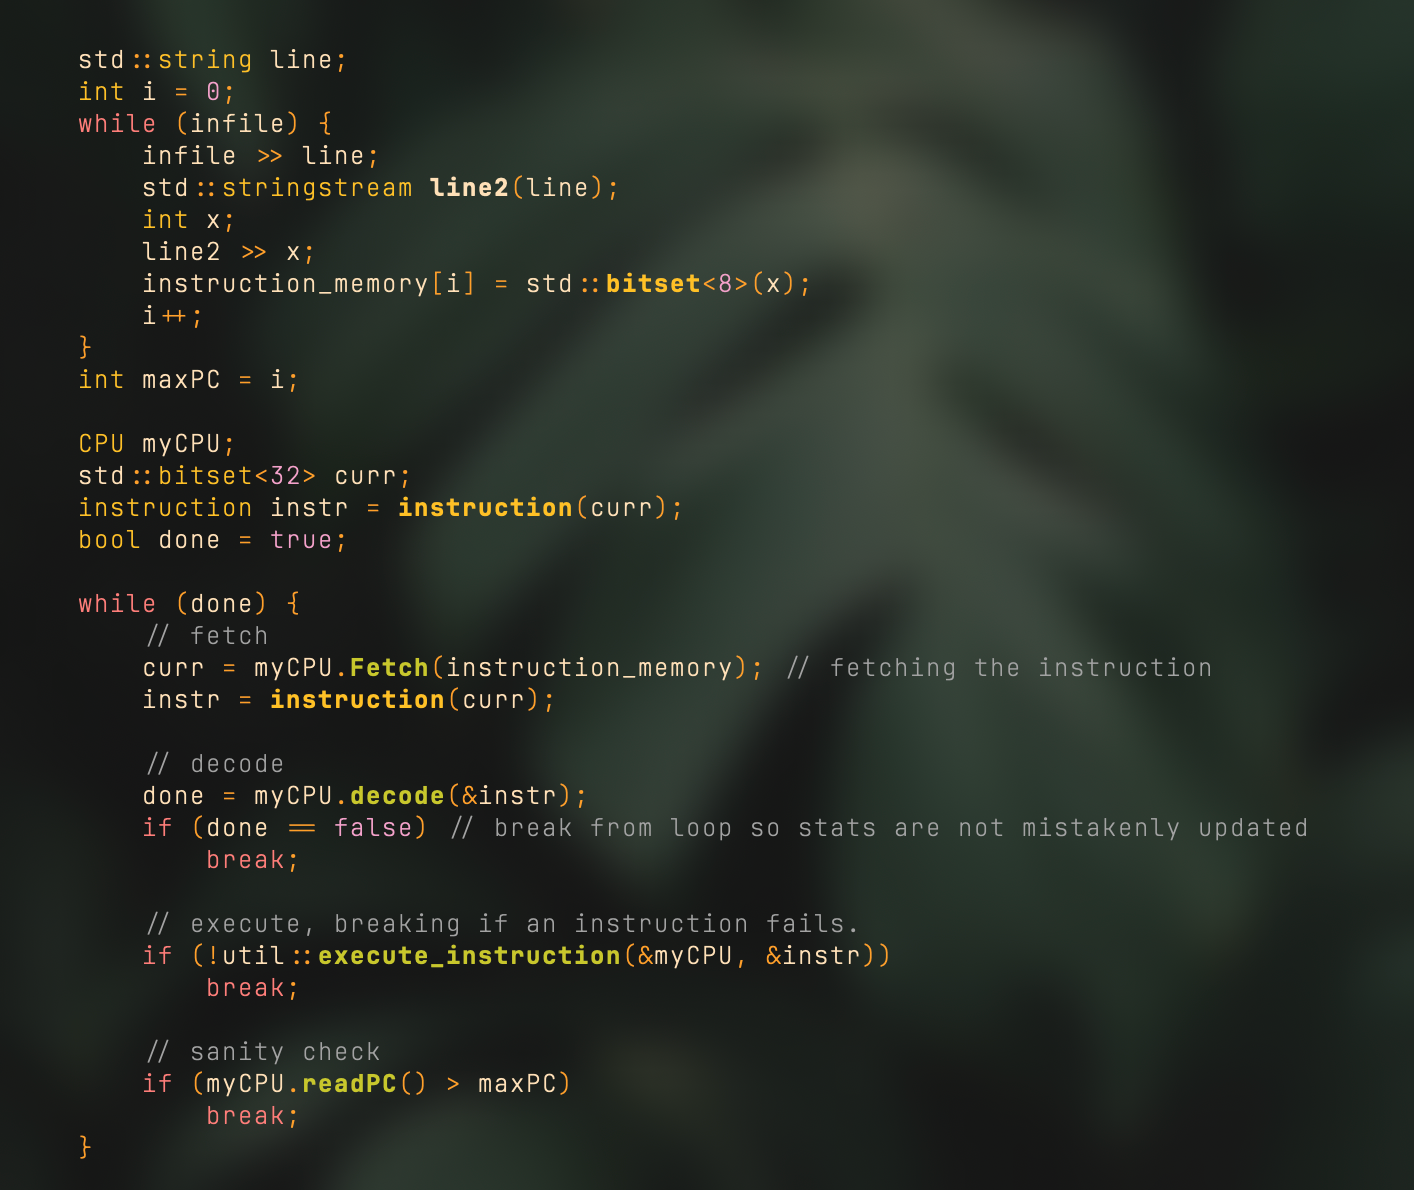 std::string line;
int i = 0;
while (infile) {
    infile >> line;
    std::stringstream line2(line);
    int x;
    line2 >> x;
    instruction_memory[i] = std::bitset<8>(x);
    i++;
}
int maxPC = i;

CPU myCPU;
std::bitset<32> curr;
instruction instr = instruction(curr);
bool done = true;

while (done) {
    // fetch
    curr = myCPU.Fetch(instruction_memory); // fetching the instruction
    instr = instruction(curr);

    // decode
    done = myCPU.decode(&instr);
    if (done == false) // break from loop so stats are not mistakenly updated
        break;

    // execute, breaking if an instruction fails.
    if (!util::execute_instruction(&myCPU, &instr))
        break;

    // sanity check
    if (myCPU.readPC() > maxPC)
        break;
}